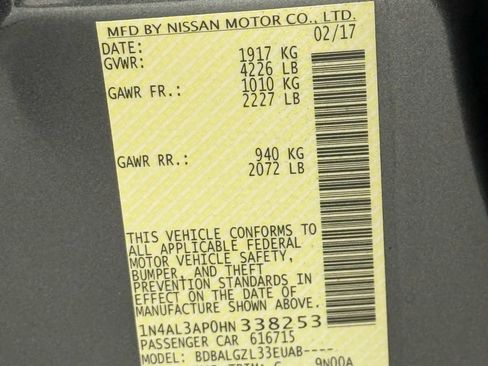 MFD BY NISSAN MOTOR CO., LTD.
DATE: 02/17
GVWR: 1917 KG
4226 LB
GAWR FR.: 1010 KG
2227 LB
GAWR RR.: 940 KG
2072 LB
THIS VEHICLE CONFORMS TO
ALL APPLICABLE FEDERAL
MOTOR VEHICLE SAFETY,
BUMPER, AND THEFT
PREVENTION STANDARDS IN
EFFECT ON THE DATE OF
MANUFACTURE SHOWN ABOVE.
1N4AL3AP0HN338253
PASSENGER CAR 616715
MODEL: BDBALGZL33EUAB----